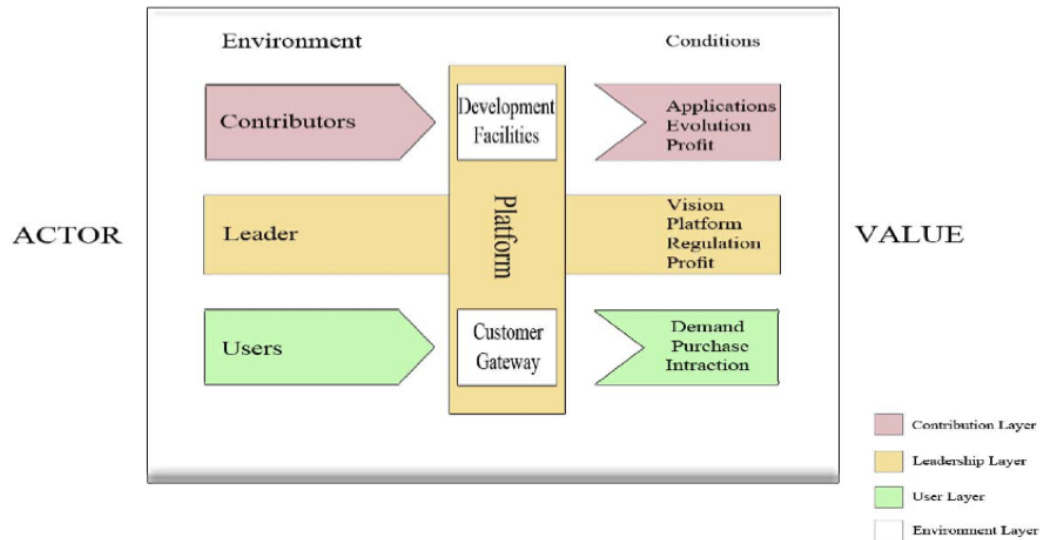 Environment
Conditions
Contributors
Development
Facilities
Applications
Evolution
Profit
ACTOR
Leader
Platform
Vision
Platform
Regulation
Profit
VALUE
Users
Customer
Gateway
Demand
Purchase
Intraction
Contribution Layer
Leadership Layer
User Layer
Environment Layer